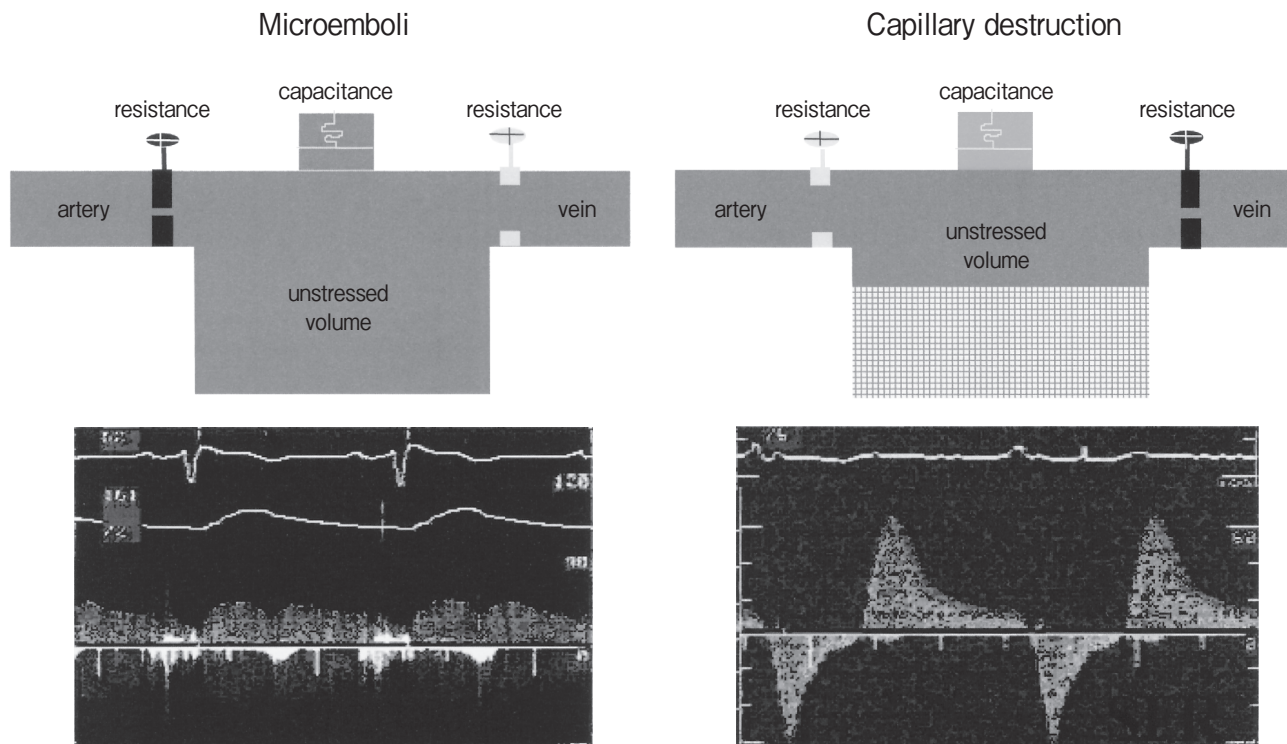 Microemboli
Capillary destruction
resistance
capacitance
resistance
artery
vein
unstressed
volume
resistance
capacitance
resistance
artery
vein
unstressed
volume
120